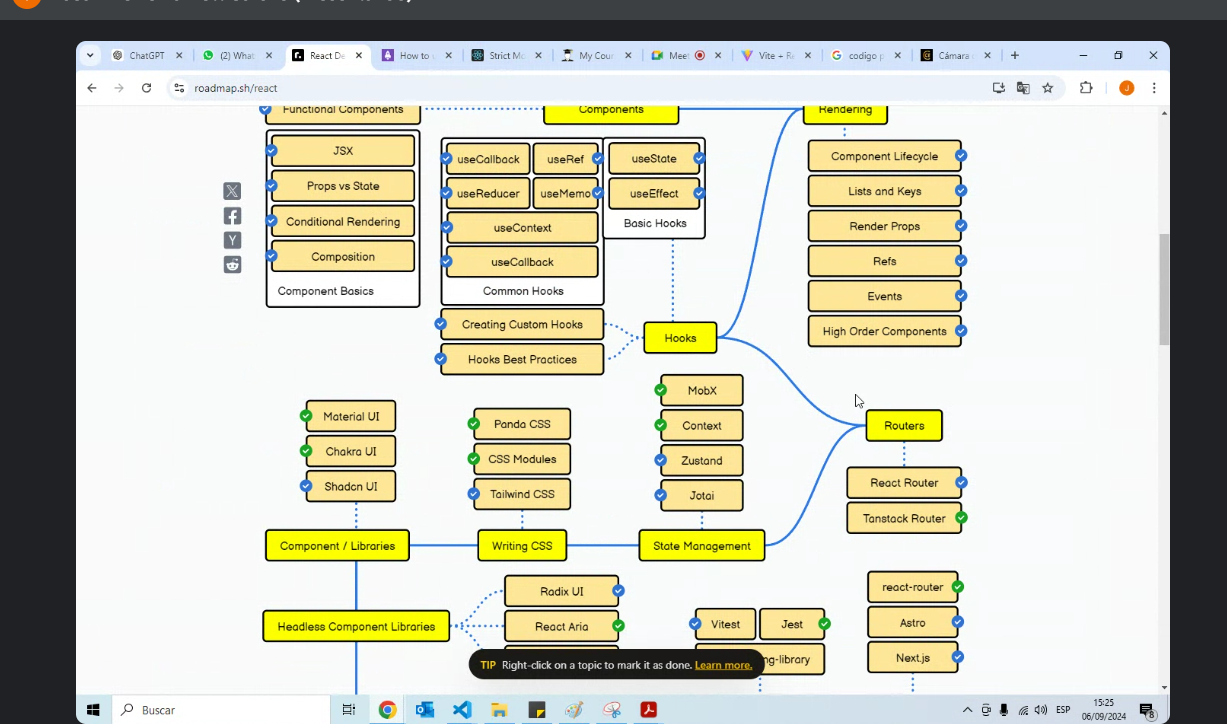 ChatGPT
(2) What
React De
How to
Strict Mo
My Cou
Meet
Vite + R
codigo p
Cámara
roadmap.sh/react
Functional Components
Components
Rendering
JSX
Props vs State
Conditional Rendering
Composition
Component Basics
useCallback
useRef
useReducer
useMemo
useContext
useCallback
Common Hooks
useState
useEffect
Basic Hooks
Component Lifecycle
Lists and Keys
Render Props
Refs
Events
High Order Components
Creating Custom Hooks
Hooks Best Practices
Hooks
Material UI
Chakra UI
Shadcn UI
Panda CSS
CSS Modules
Tailwind CSS
MobX
Context
Zustand
Jotai
Routers
React Router
Tanstack Router
Component / Libraries
Writing CSS
State Management
Headless Component Libraries
Radix UI
React Aria
Vitest
Jest
ng-library
react-router
Astro
Next.js
TIP Right-click on a topic to mark it as done. Learn more.
Buscar
ESP
15:25
06/09/2024
8